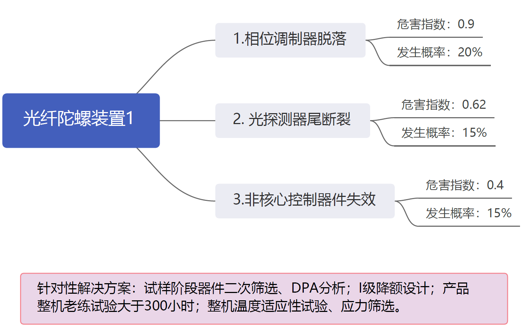 光纤陀螺装置1
1.相位调制器脱落
危害指数：0.9
发生概率：20%
2. 光探测器尾断裂
危害指数：0.62
发生概率：15%
3.非核心控制器件失效
危害指数：0.4
发生概率：15%
针对性解决方案：试样阶段器件二次筛选、DPA分析；I级降额设计；产品
整机老练试验大于300小时；整机温度适应性试验、应力筛选。